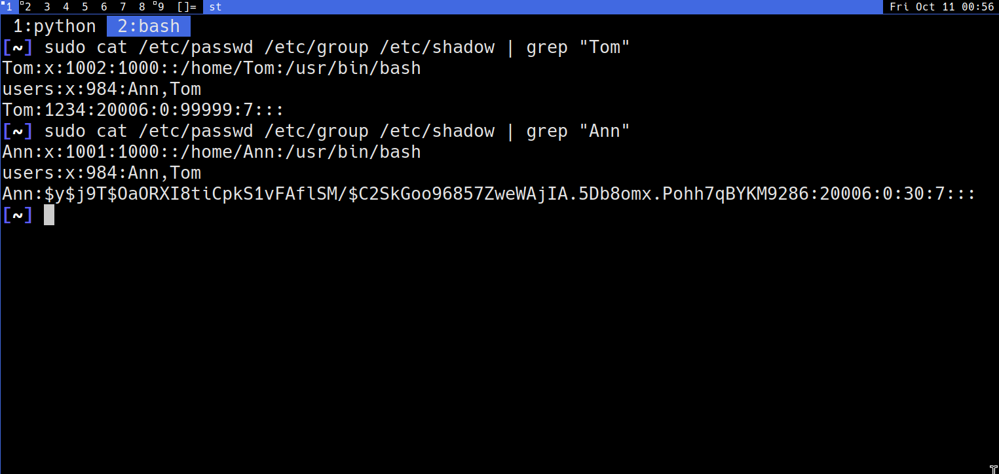 1 2 3 4 5 6 7 8 9 []= st Fri Oct 11 00:56
1:python 2:bash
[~] sudo cat /etc/passwd /etc/group /etc/shadow | grep "Tom"
Tom:x:1002:1000::/home/Tom:/usr/bin/bash
users:x:984:Ann,Tom
Tom:1234:20006:0:99999:7:::
[~] sudo cat /etc/passwd /etc/group /etc/shadow | grep "Ann"
Ann:x:1001:1000::/home/Ann:/usr/bin/bash
users:x:984:Ann,Tom
Ann:$y$j9T$OaORXI8tiCpkS1vFAflSM/$C2SkGoo96857ZweWAjIA.5Db8omx.Pohh7qBYKM9286:20006:0:30:7:::
[~]